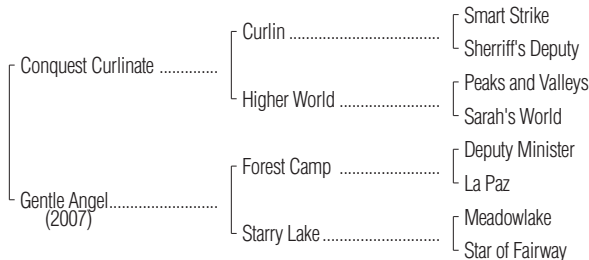 Smart Strike
Curlin ..............................................
Sherriff's Deputy
Conquest Curlinate ..............
Peaks and Valleys
Higher World ..............................
Sarah's World
Deputy Minister
Forest Camp ..............................
La Paz
Gentle Angel..............................
(2007)
Meadowlake
Starry Lake..................................
Star of Fairway